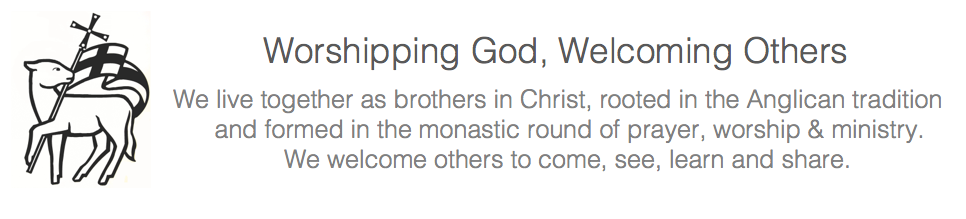 Worshipping God, Welcoming Others
We live together as brothers in Christ, rooted in the Anglican tradition
and formed in the monastic round of prayer, worship & ministry.
We welcome others to come, see, learn and share.